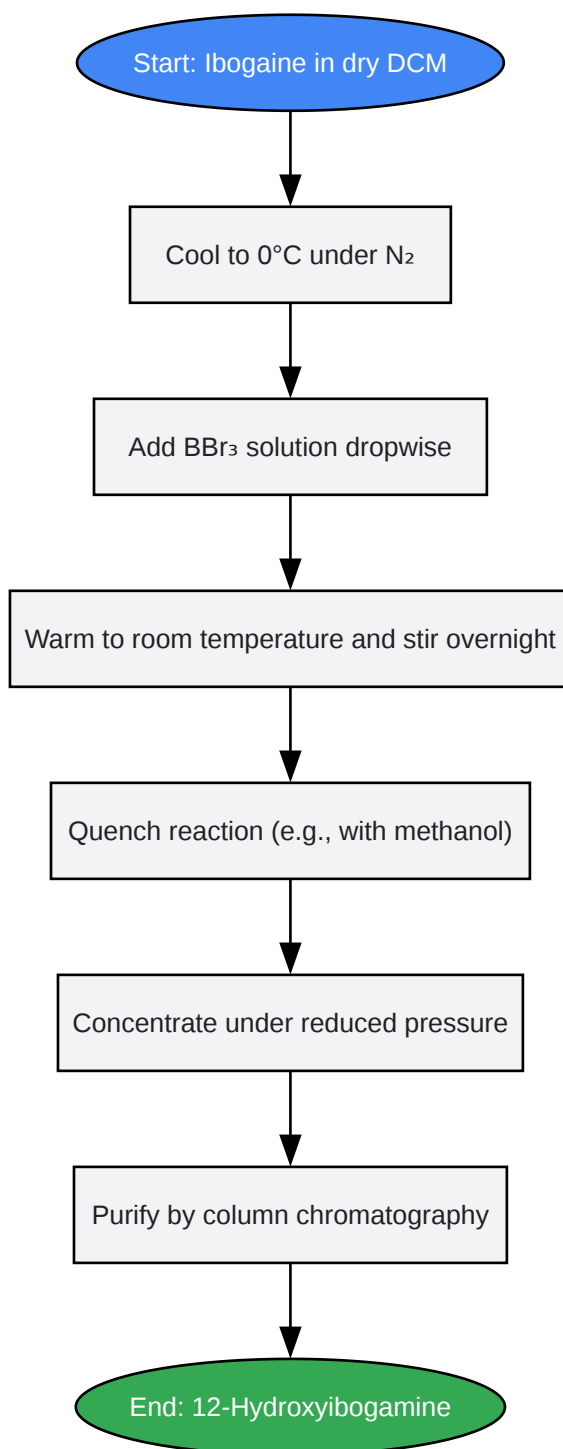 Start: Ibogaine in dry DCM
Cool to 0°C under N₂
Add BBr₃ solution dropwise
Warm to room temperature and stir overnight
Quench reaction (e.g., with methanol)
Concentrate under reduced pressure
Purify by column chromatography
End: 12-Hydroxyibogamine